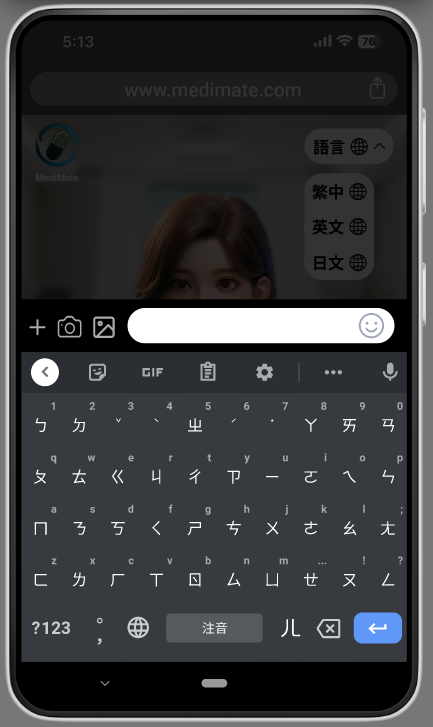 5:13
76
www.medimate.com
MediMate
語言
繁中
英文
日文
GIF
1 2 3 4 5 6 7 8 9 0
ㄅ ㄉ ˇ ˋ ㄓ ˊ ˙ ㄚ ㄞ ㄢ
q w e r t y u i o p
ㄆ ㄊ ㄍ ㄐ ㄔ ㄗ ㄧ ㄛ ㄟ ㄣ
a s d f g h j k l ;
ㄇ ㄋ ㄎ ㄑ ㄕ ㄘ ㄨ ㄜ ㄠ ㄤ
z x c v b n m ... ! ?
ㄈ ㄌ ㄏ ㄒ ㄖ ㄙ ㄩ ㄝ ㄡ ㄥ
?123 °, 注音 ㄦ